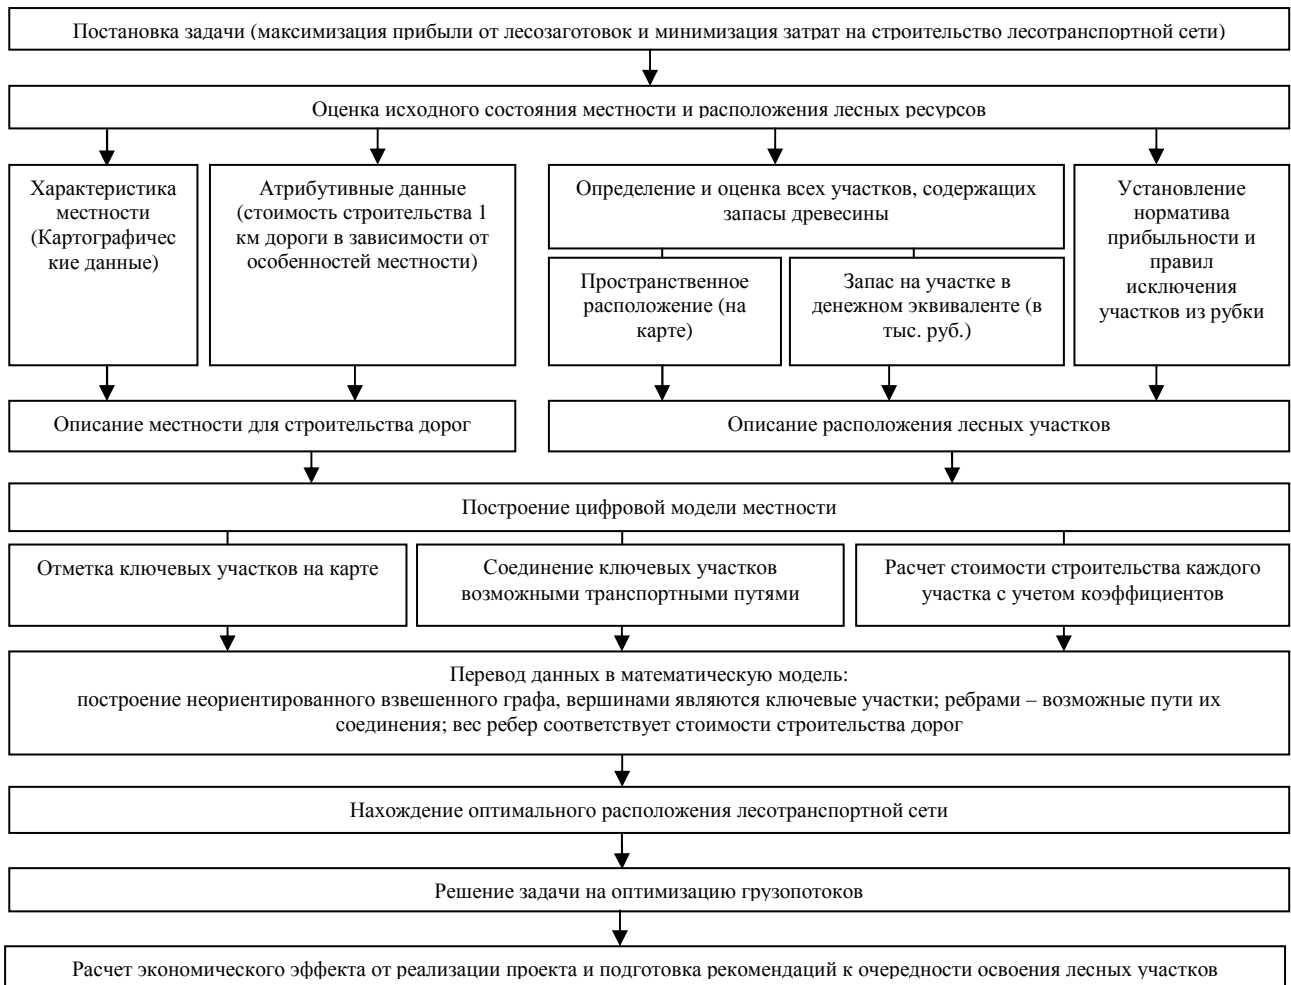 Постановка задачи (максимизация прибыли от лесозаготовок и минимизация затрат на строительство лесотранспортной сети)
Оценка исходного состояния местности и расположения лесных ресурсов
Характеристика
местности
(Картографичес
кие данные)
Атрибутивные данные
(стоимость строительства 1
км дороги в зависимости от
особенностей местности)
Определение и оценка всех участков, содержащих
запасы древесины
Пространственное
расположение (на
карте)
Запас на участке в
денежном эквиваленте (в
тыс. руб.)
Установление
норматива
прибыльности и
правил
исключения
участков из рубки
Описание местности для строительства дорог
Описание расположения лесных участков
Построение цифровой модели местности
Отметка ключевых участков на карте
Соединение ключевых участков
возможными транспортными путями
Расчет стоимости строительства каждого
участка с учетом коэффициентов
Перевод данных в математическую модель:
построение неориентированного взвешенного графа, вершинами являются ключевые участки; ребрами – возможные пути их
соединения; вес ребер соответствует стоимости строительства дорог
Нахождение оптимального расположения лесотранспортной сети
Решение задачи на оптимизацию грузопотоков
Расчет экономического эффекта от реализации проекта и подготовка рекомендаций к очередности освоения лесных участков